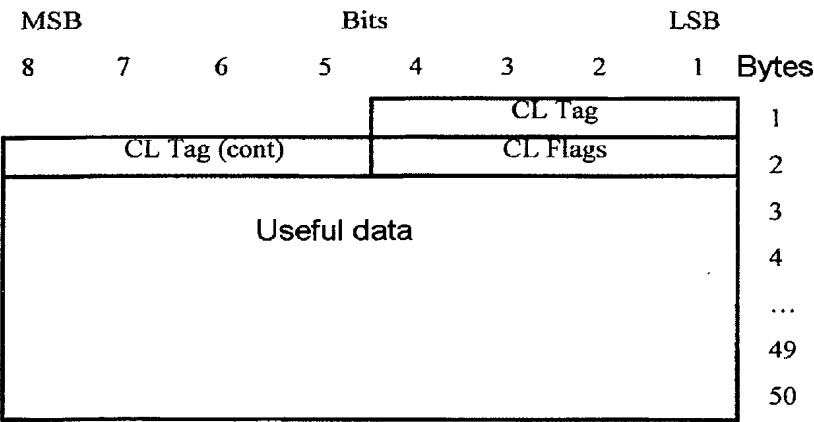 MSB Bits LSB
8 7 6 5 4 3 2 1 Bytes
CL Tag 1
CL Tag (cont) CL Flags 2
Useful data 3
4
...
49
50